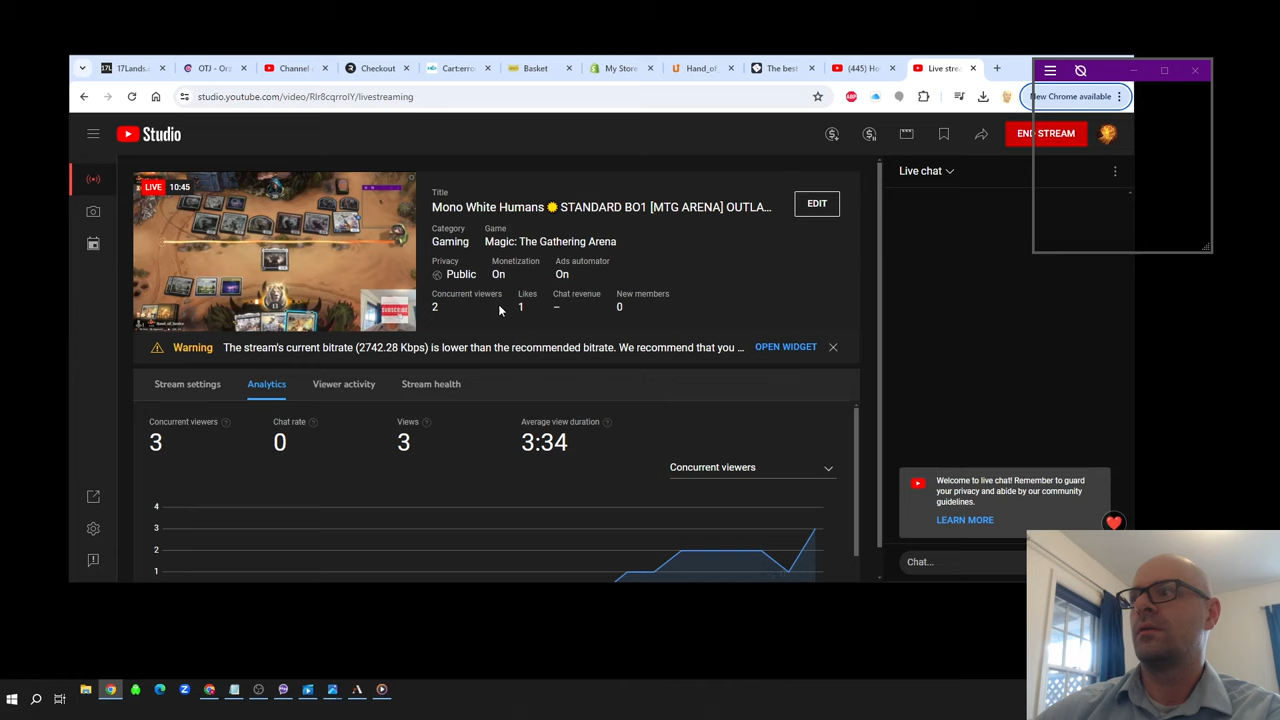 17Lands.
OTJ - Or
Channel
Checkout
Cart:erro
Basket
My Store
Hand_of_
The best
(445) Ho
Live stre
studio.youtube.com/video/RIr8cqrroIY/livestreaming
ABP
New Chrome available
Studio
END STREAM
LIVE 10:45
SUBSCRIBE
Title
Mono White Humans 🌟 STANDARD BO1 [MTG ARENA] OUTLA...
EDIT
Category Game
Gaming Magic: The Gathering Arena
Privacy Monetization Ads automator
Public On On
Concurrent viewers Likes Chat revenue New members
2 1 – 0
Warning The stream's current bitrate (2742.28 Kbps) is lower than the recommended bitrate. We recommend that you ... OPEN WIDGET
Stream settings Analytics Viewer activity Stream health
Concurrent viewers Chat rate Views Average view duration
3 0 3 3:34
Concurrent viewers
4
3
2
1
Live chat
Welcome to live chat! Remember to guard
your privacy and abide by our community
guidelines.
LEARN MORE
Chat...